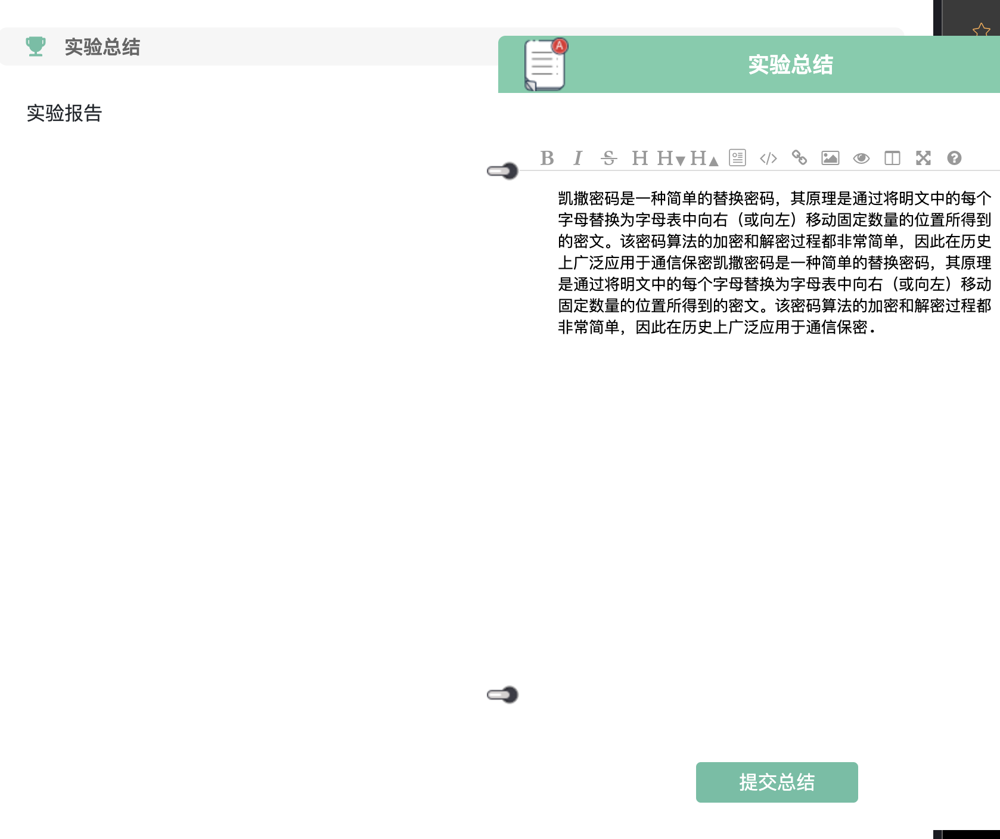 实验总结
实验总结
实验报告
B I S H H▼ H▲ </> ?
凯撒密码是一种简单的替换密码，其原理是通过将明文中的每个
字母替换为字母表中向右（或向左）移动固定数量的位置所得到
的密文。该密码算法的加密和解密过程都非常简单，因此在历史
上广泛应用于通信保密凯撒密码是一种简单的替换密码，其原理
是通过将明文中的每个字母替换为字母表中向右（或向左）移动
固定数量的位置所得到的密文。该密码算法的加密和解密过程都
非常简单，因此在历史上广泛应用于通信保密.
提交总结